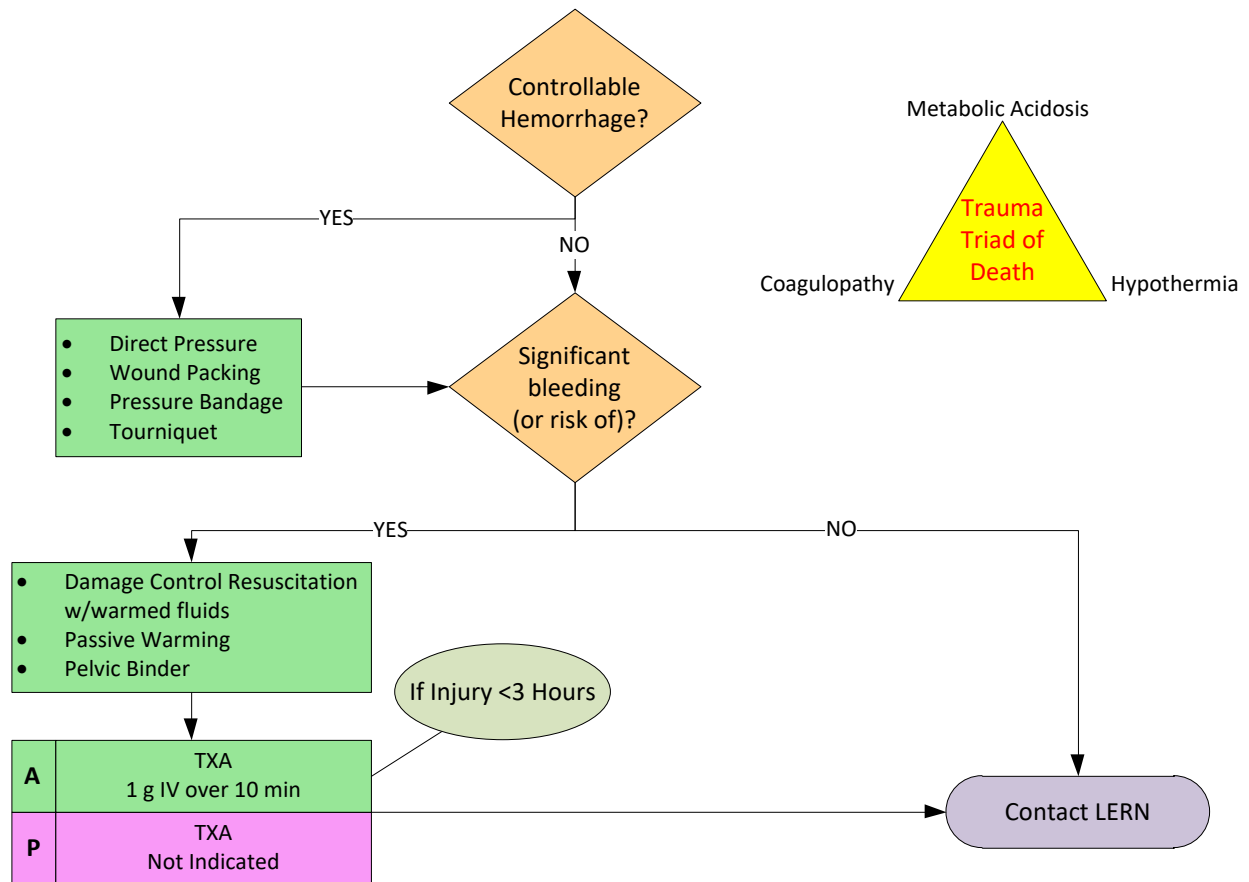 Controllable
Hemorrhage?
Metabolic Acidosis
Trauma
Triad of
Death
Coagulopathy
Hypothermia
YES
NO
• Direct Pressure
• Wound Packing
• Pressure Bandage
• Tourniquet
Significant
bleeding
(or risk of)?
YES
NO
• Damage Control Resuscitation
w/warmed fluids
• Passive Warming
• Pelvic Binder
If Injury <3 Hours
A
TXA
1 g IV over 10 min
P
TXA
Not Indicated
Contact LERN